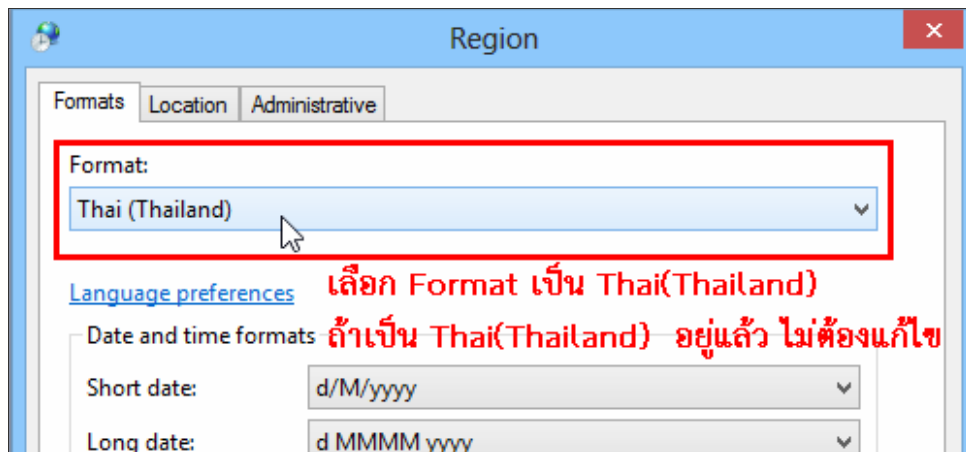 Region
Formats Location Administrative
Format:
Thai (Thailand)
Language preferences
เลือก Format เป็น Thai(Thailand)
Date and time formats
ถ้าเป็น Thai(Thailand) อยู่แล้ว ไม่ต้องแก้ไข
Short date: d/M/yyyy
Long date: d MMMM yyyy